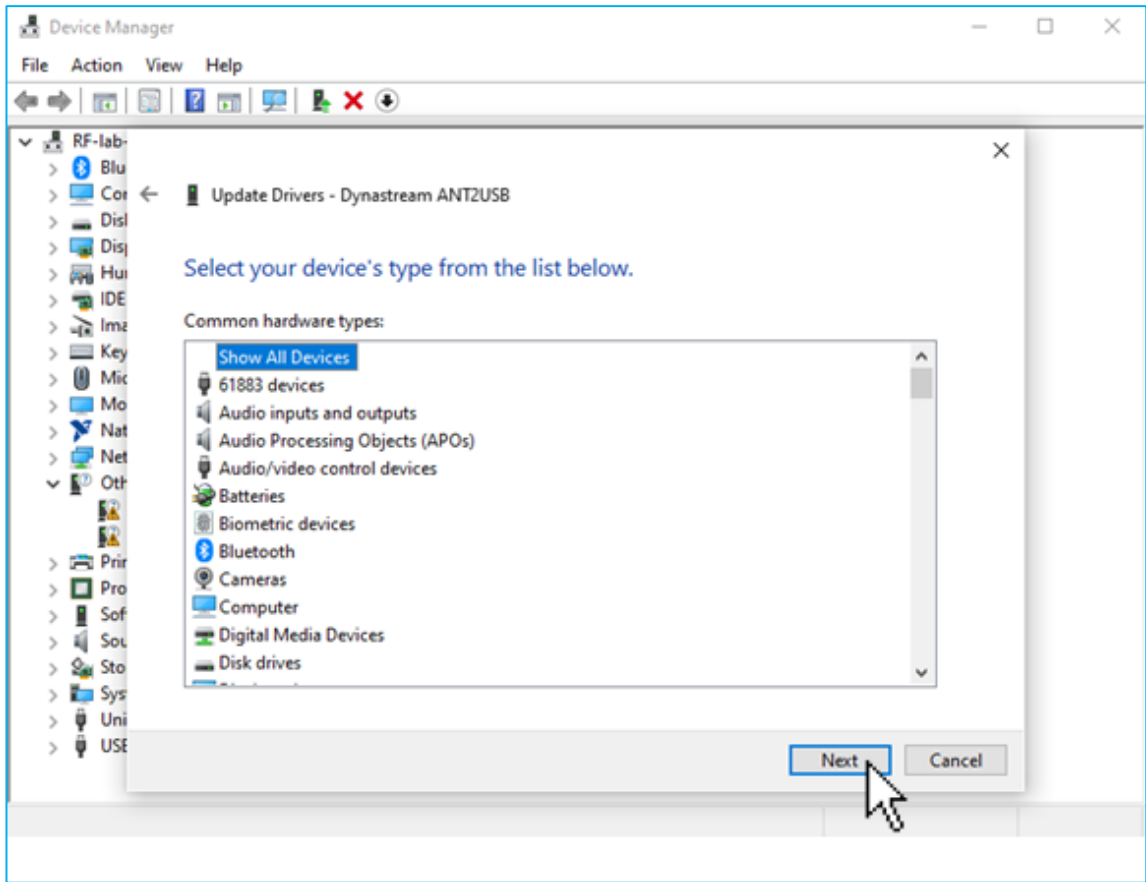 Device Manager
File Action View Help
RF-lab-
Blu
Cor
Update Drivers - Dynastream ANT2USB
Disl
Disp
Select your device's type from the list below.
Hur
IDE
Common hardware types:
Ima
Key
Show All Devices
61883 devices
Mic
Audio inputs and outputs
Mo
Nat
Audio Processing Objects (APOs)
Net
Audio/video control devices
Oth
Batteries
Biometric devices
Bluetooth
Prin
Cameras
Pro
Computer
Sof
Digital Media Devices
Sou
Disk drives
Sto
Sys
Uni
USE
Next Cancel